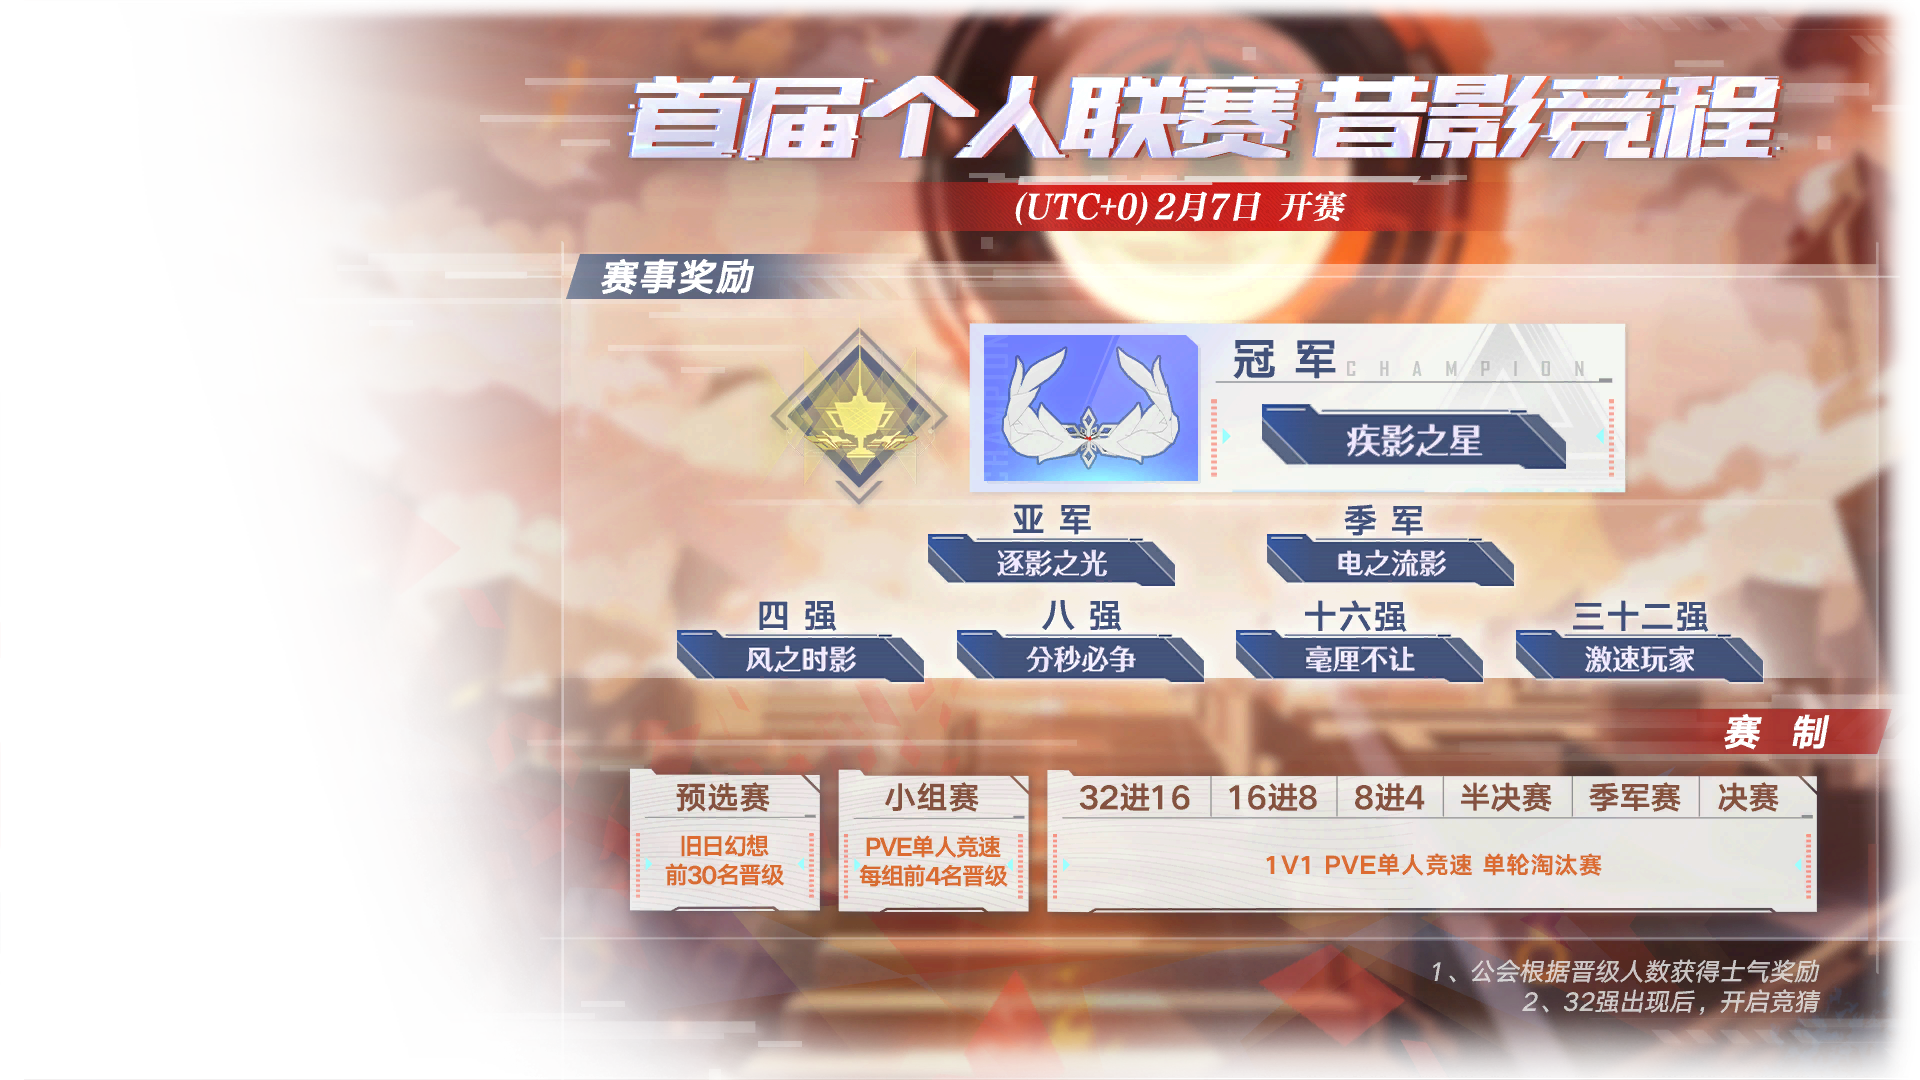 首届个人联赛 昔影竞程
(UTC+0) 2月7日 开赛
赛事奖励
冠军 CHAMPION
CHAMPION
疾影之星
亚军 季军
逐影之光 电之流影
四强 八强 十六强 三十二强
风之时影 分秒必争 毫厘不让 激速玩家
赛制
预选赛
旧日幻想
前30名晋级
小组赛
PVE单人竞速
每组前4名晋级
32进16 16进8 8进4 半决赛 季军赛 决赛
1V1 PVE单人竞速 单轮淘汰赛
1、公会根据晋级人数获得士气奖励
2、32强出现后，开启竞猜